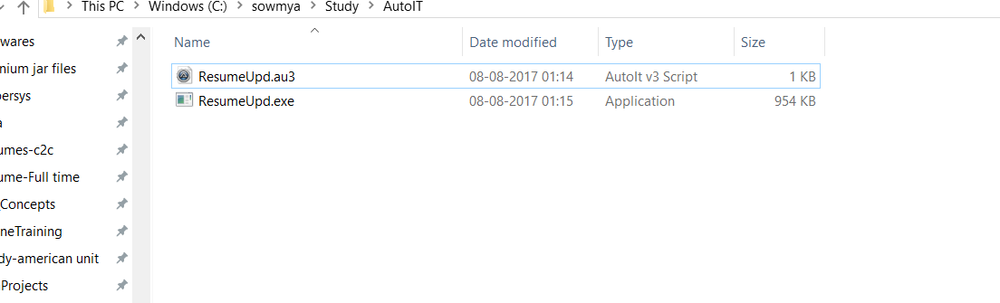 This PC > Windows (C:) > sowmya > Study > AutoIT
Name Date modified Type Size
wares
nium jar files
ResumeUpd.au3 08-08-2017 01:14 AutoIt v3 Script 1 KB
ersys
ResumeUpd.exe 08-08-2017 01:15 Application 954 KB
a
umes-c2c
ume-Full time
Concepts
neTraining
dy-american unit
Projects